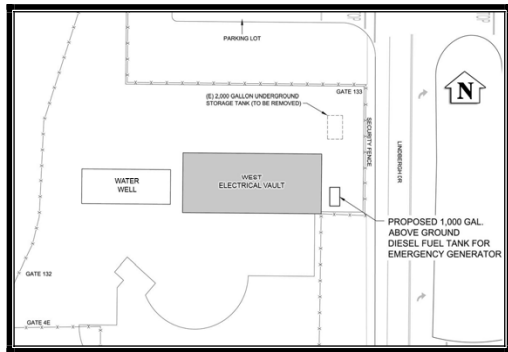 PARKING LOT
GATE 133
(E) 2,000 GALLON UNDERGROUND
STORAGE TANK (TO BE REMOVED)
N
SECURITY FENCE
LINDBERGH DR
WATER
WELL
WEST
ELECTRICAL VAULT
PROPOSED 1,000 GAL.
ABOVE GROUND
DIESEL FUEL TANK FOR
EMERGENCY GENERATOR
GATE 132
GATE 4E